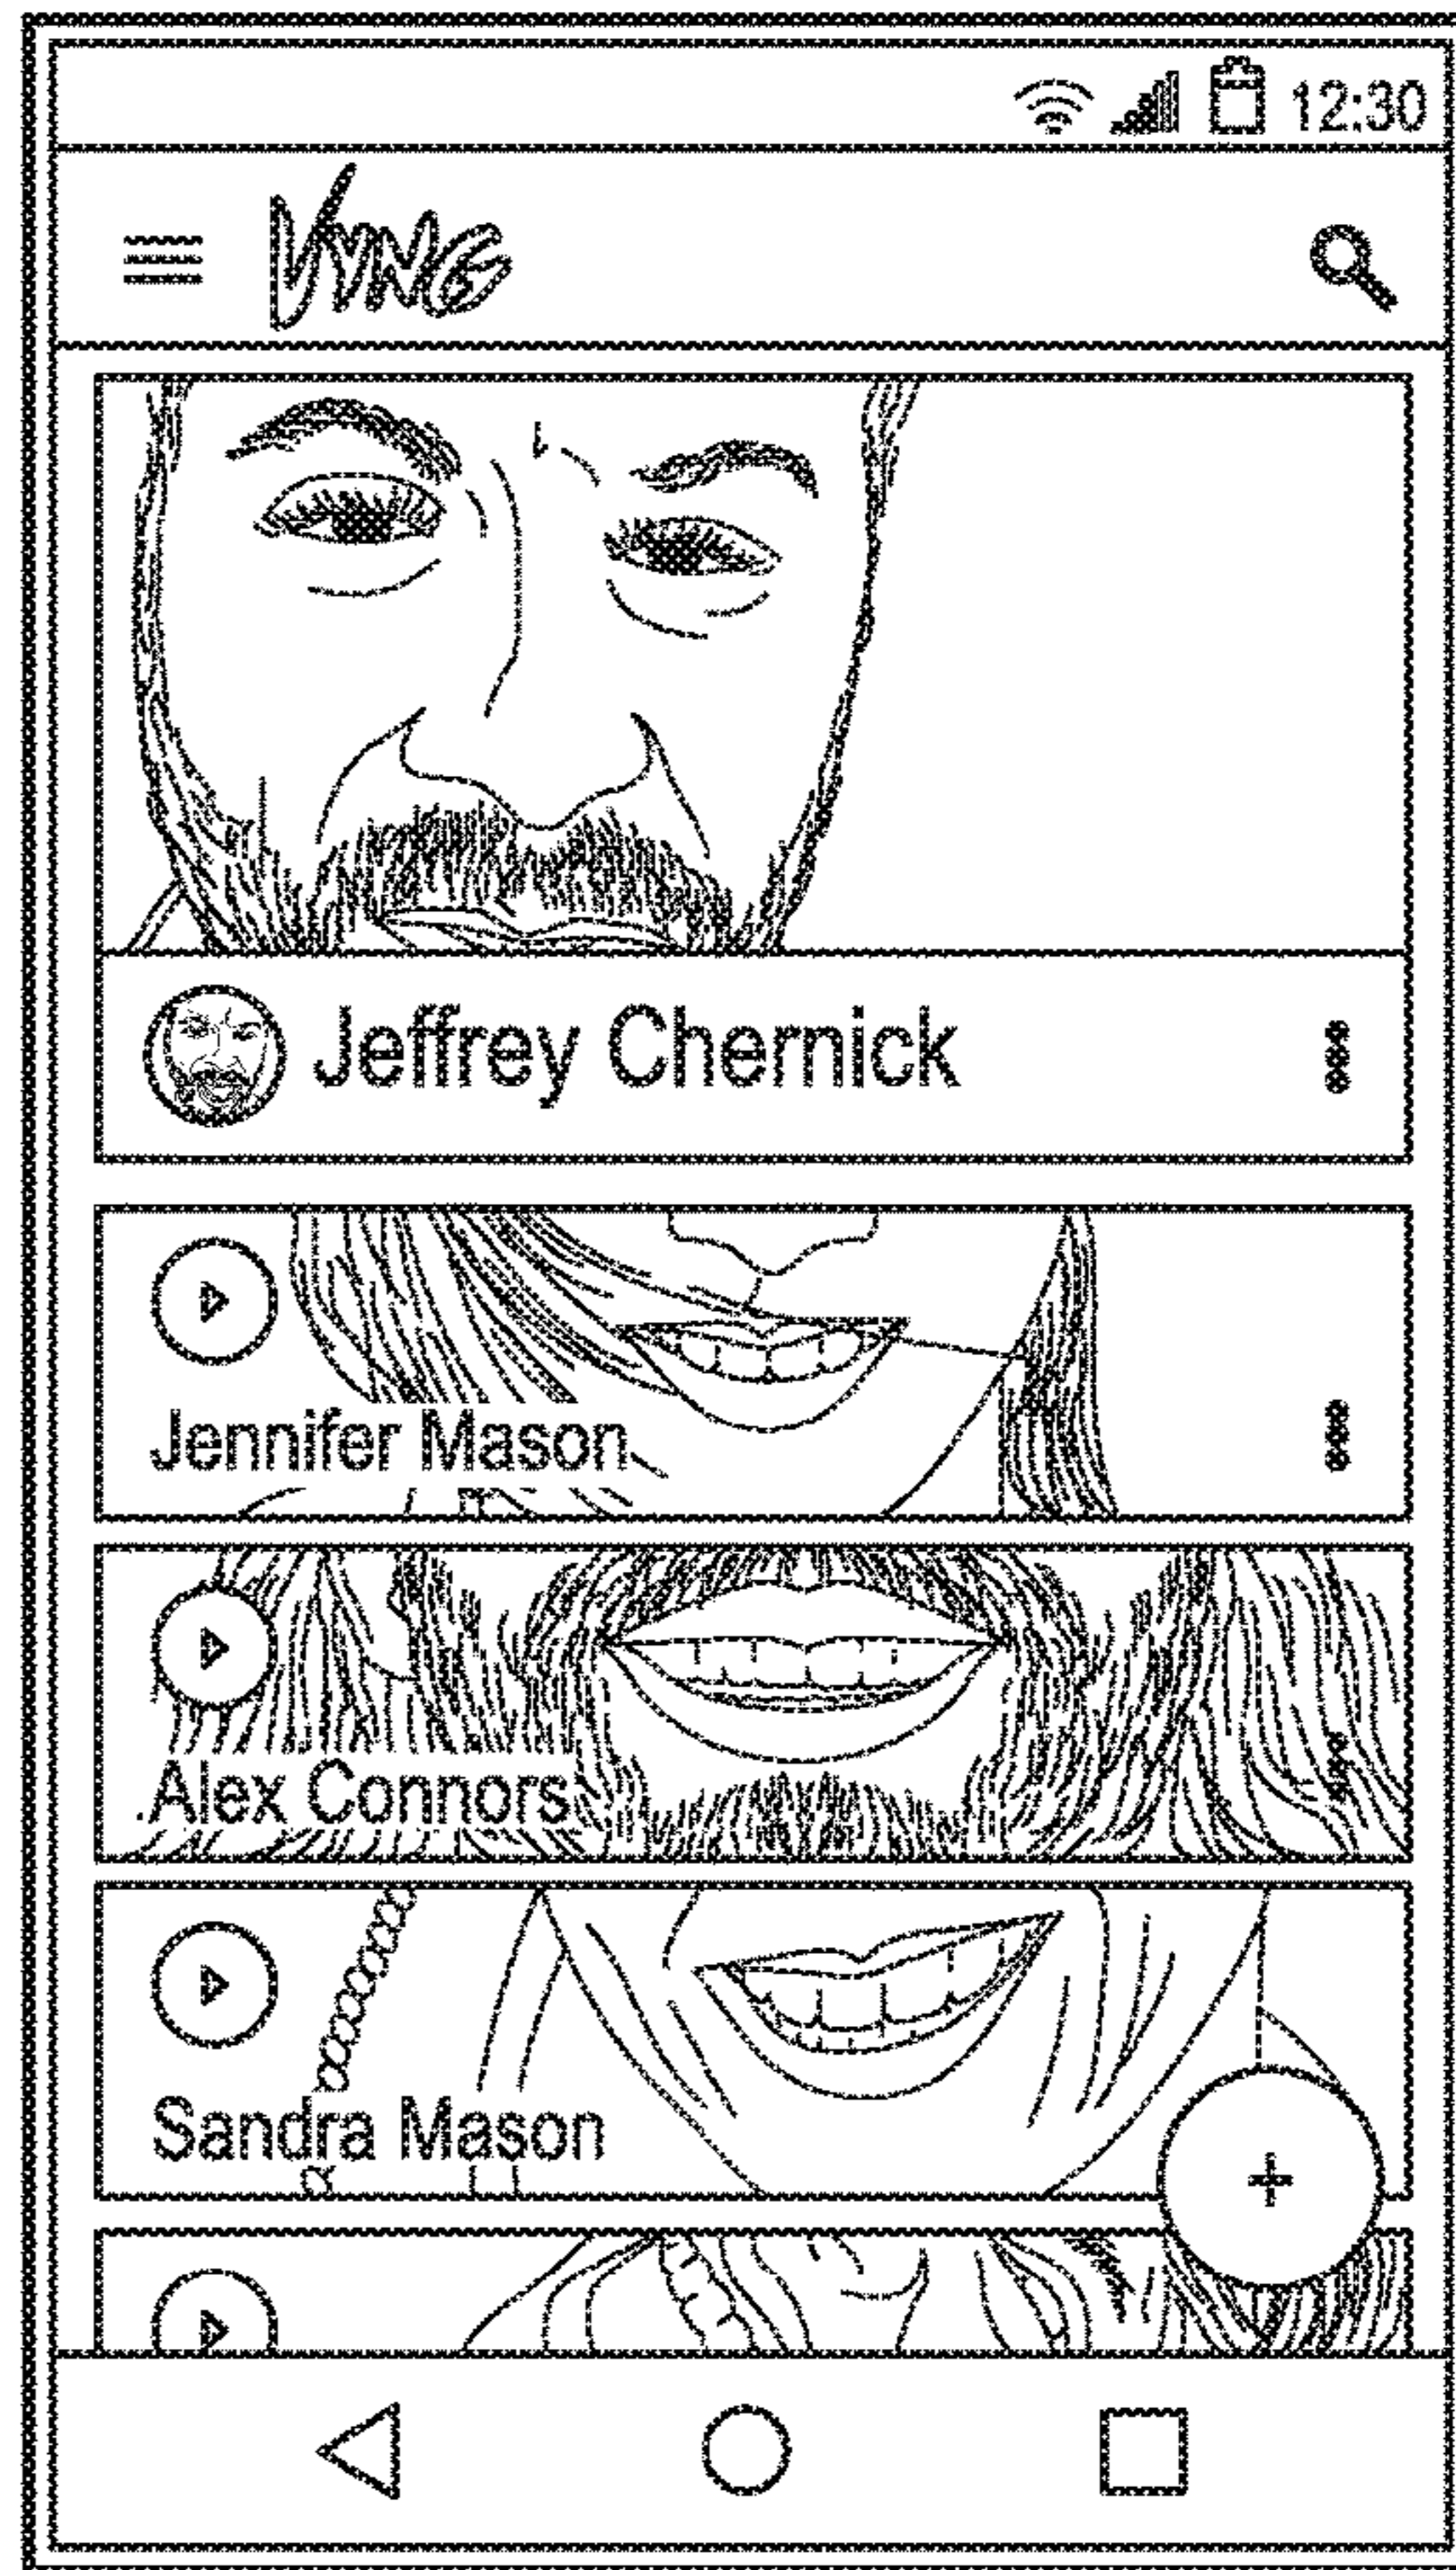 12:30
VYNG
Jeffrey Chernick
Jennifer Mason
Alex Connors
Sandra Mason
+